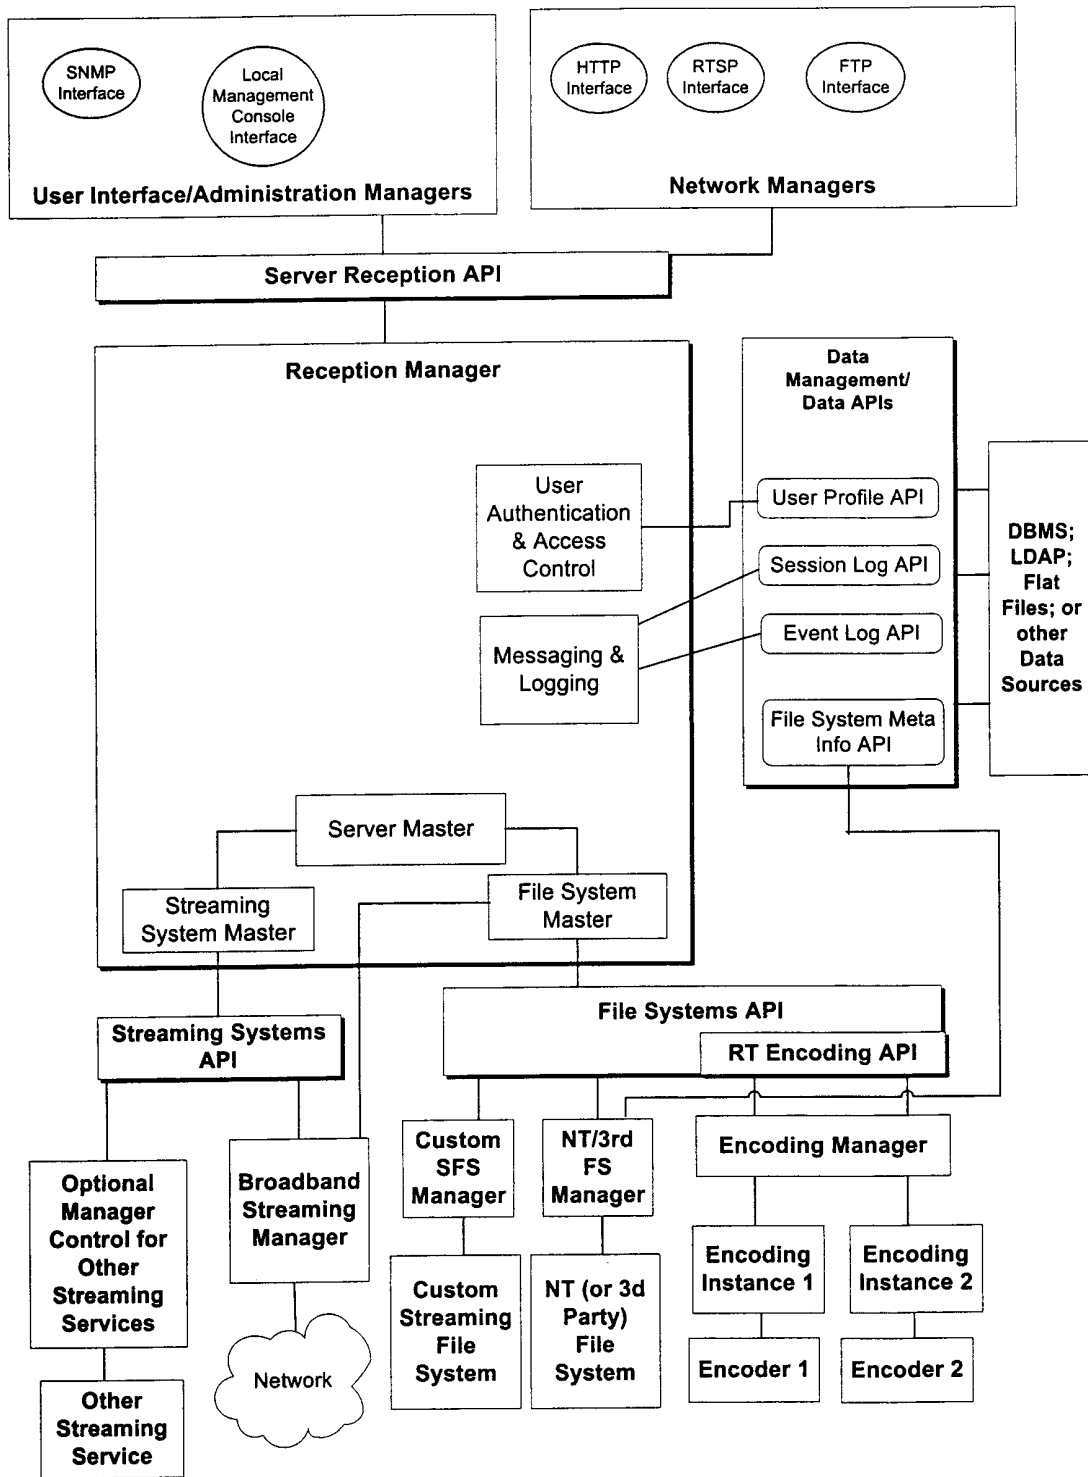 SNMP
Interface
Local
Management
Console
Interface
User Interface/Administration Managers
HTTP
Interface
RTSP
Interface
FTP
Interface
Network Managers
Server Reception API
Reception Manager
User
Authentication
& Access
Control
Messaging &
Logging
Server Master
Streaming
System Master
File System
Master
Data
Management/
Data APIs
User Profile API
Session Log API
Event Log API
File System Meta
Info API
DBMS;
LDAP;
Flat
Files; or
other
Data
Sources
Streaming Systems
API
File Systems API
RT Encoding API
Optional
Manager
Control for
Other
Streaming
Services
Other
Streaming
Service
Broadband
Streaming
Manager
Network
Custom
SFS
Manager
Custom
Streaming
File
System
NT/3rd
FS
Manager
NT (or 3d
Party)
File
System
Encoding Manager
Encoding
Instance 1
Encoding
Instance 2
Encoder 1
Encoder 2